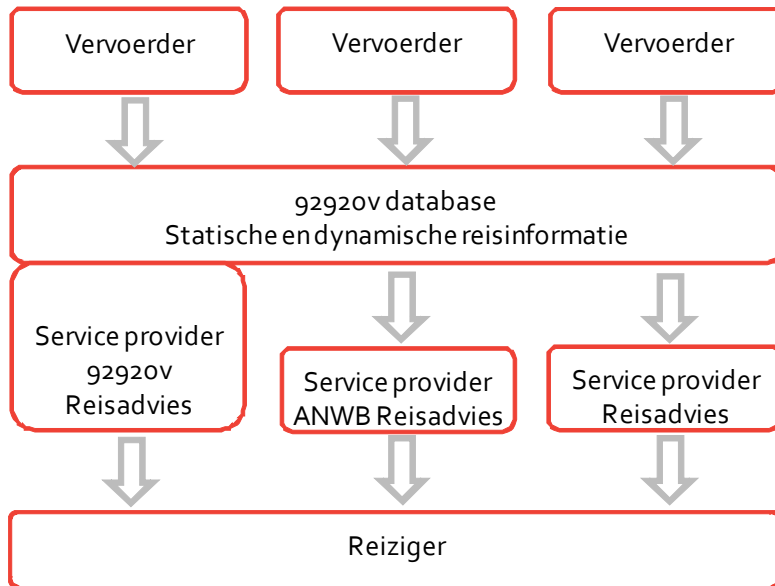 Vervoerder
Vervoerder
Vervoerder
9292ov database
Statische en dynamische reisinformatie
Service provider
9292ov
Reisadvies
Service provider
ANWB Reisadvies
Service provider
Reisadvies
Reiziger